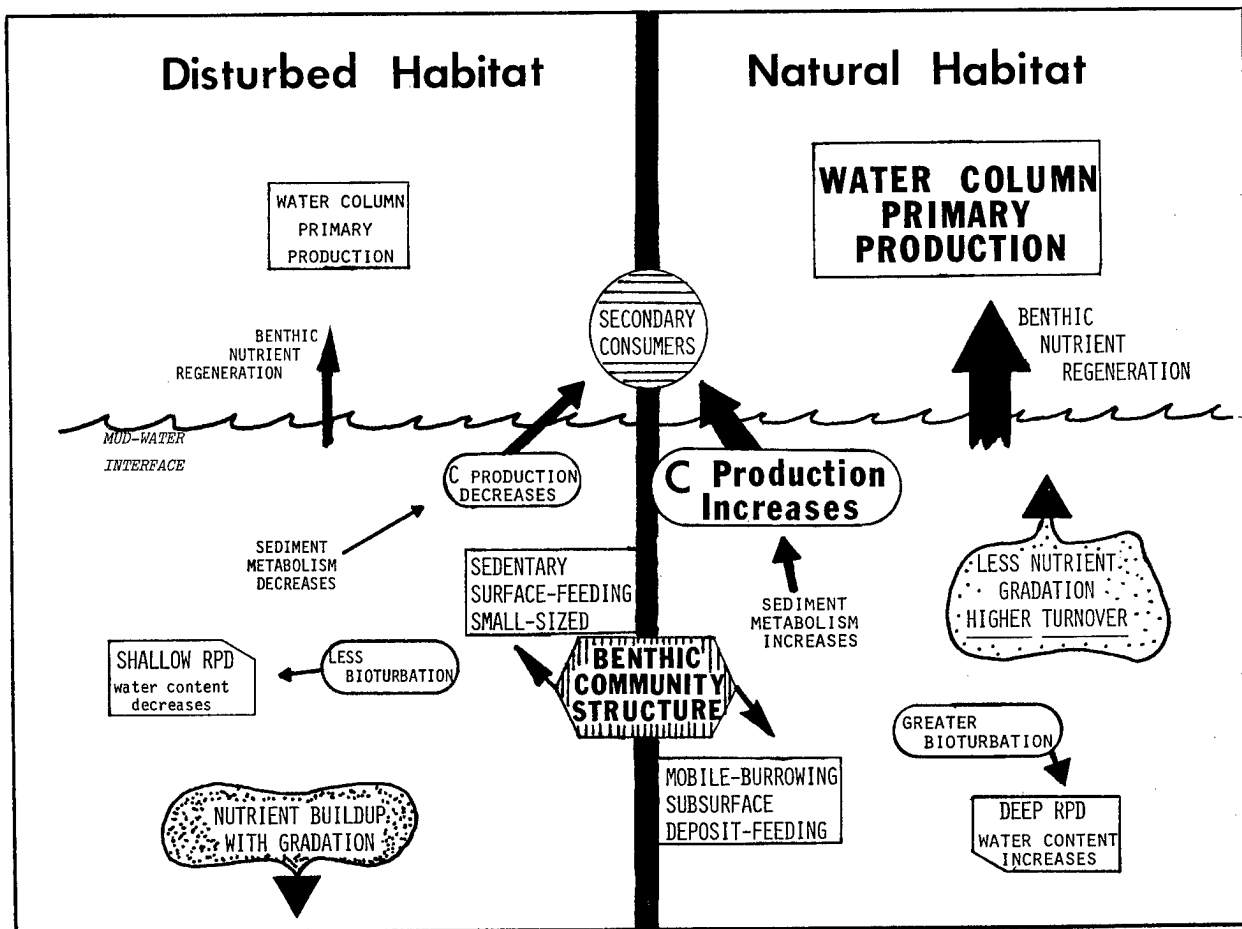 Disturbed Habitat
WATER COLUMN
PRIMARY
PRODUCTION
BENTHIC
NUTRIENT
REGENERATION
MUD-WATER
INTERFACE
C PRODUCTION
DECREASES
SEDIMENT
METABOLISM
DECREASES
SEDENTARY
SURFACE-FEEDING
SMALL-SIZED
SHALLOW RPD
water content
decreases
LESS
BIOTURBATION
NUTRIENT BUILDUP
WITH GRADATION
SECONDARY
CONSUMERS
BENTHIC
COMMUNITY
STRUCTURE
Natural Habitat
WATER COLUMN
PRIMARY
PRODUCTION
BENTHIC
NUTRIENT
REGENERATION
C Production
Increases
SEDIMENT
METABOLISM
INCREASES
LESS NUTRIENT
GRADATION
HIGHER TURNOVER
GREATER
BIOTURBATION
MOBILE-BURROWING
SUBSURFACE
DEPOSIT-FEEDING
DEEP RPD
WATER CONTENT
INCREASES